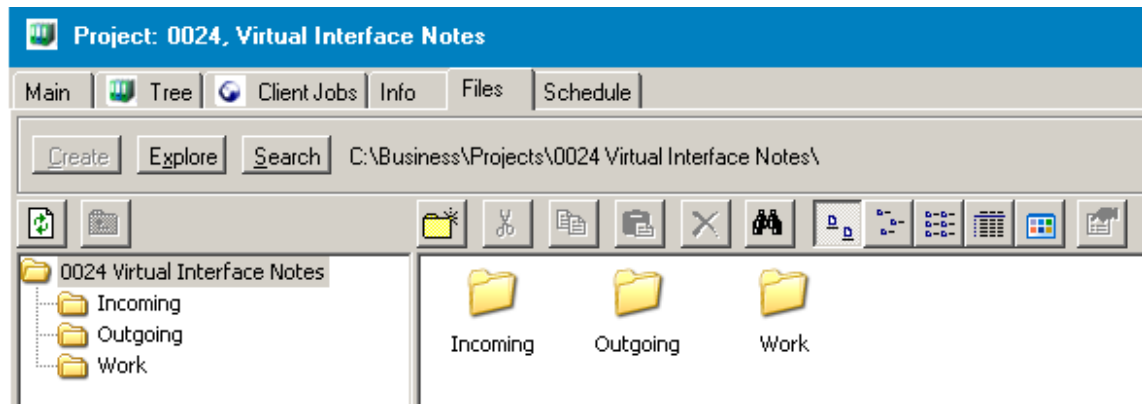 Project: 0024, Virtual Interface Notes
Main Tree Client Jobs Info Files Schedule
Create Explore Search C:\Business\Projects\0024 Virtual Interface Notes\
0024 Virtual Interface Notes
Incoming
Outgoing
Work
Incoming Outgoing Work